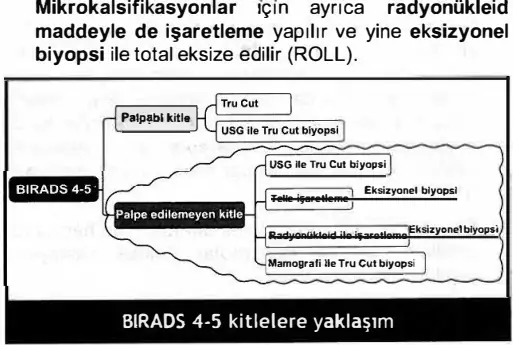 Mikrokalsifikasyonlar için ayrıca radyonükleid
maddeyle de işaretleme yapılır ve yine eksizyonel
biyopsi ile total eksize edilir (ROLL).
BIRADS 4-5
Palpabl kitle
Tru Cut
USG ile Tru Cut biyopsi
Palpe edilemeyen kitle
USG ile Tru Cut biyopsi
Telle işaretleme
Eksizyonel biyopsi
Radyonükleid ile işaretleme
Eksizyonel biyopsi
Mamografi ile Tru Cut biyopsi
BIRADS 4-5 kitlelere yaklaşım